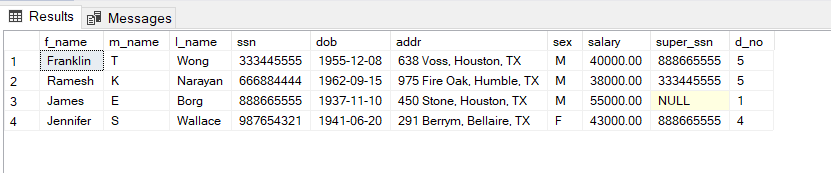 Results Messages
f_name m_name l_name ssn dob addr sex salary super_ssn d_no
1 Franklin T Wong 333445555 1955-12-08 638 Voss, Houston, TX M 40000.00 888665555 5
2 Ramesh K Narayan 666884444 1962-09-15 975 Fire Oak, Humble, TX M 38000.00 333445555 5
3 James E Borg 888665555 1937-11-10 450 Stone, Houston, TX M 55000.00 NULL 1
4 Jennifer S Wallace 987654321 1941-06-20 291 Berrym, Bellaire, TX F 43000.00 888665555 4